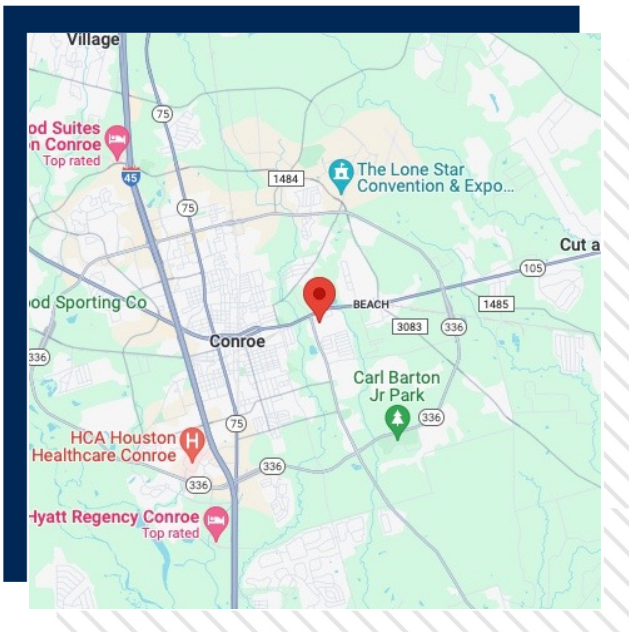 Village
75
od Suites
n Conroe
Top rated
45
1484
The Lone Star
Convention & Expo...
75
Cut a
105
od Sporting Co
BEACH
1485
3083
336
Conroe
336
Carl Barton
Jr Park
336
75
HCA Houston
Healthcare Conroe
336
336
Hyatt Regency Conroe
Top rated